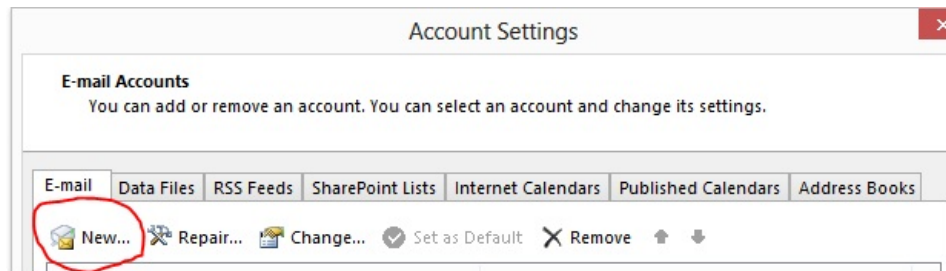 Account Settings
E-mail Accounts
You can add or remove an account. You can select an account and change its settings.
E-mail Data Files RSS Feeds SharePoint Lists Internet Calendars Published Calendars Address Books
New... Repair... Change... Set as Default Remove